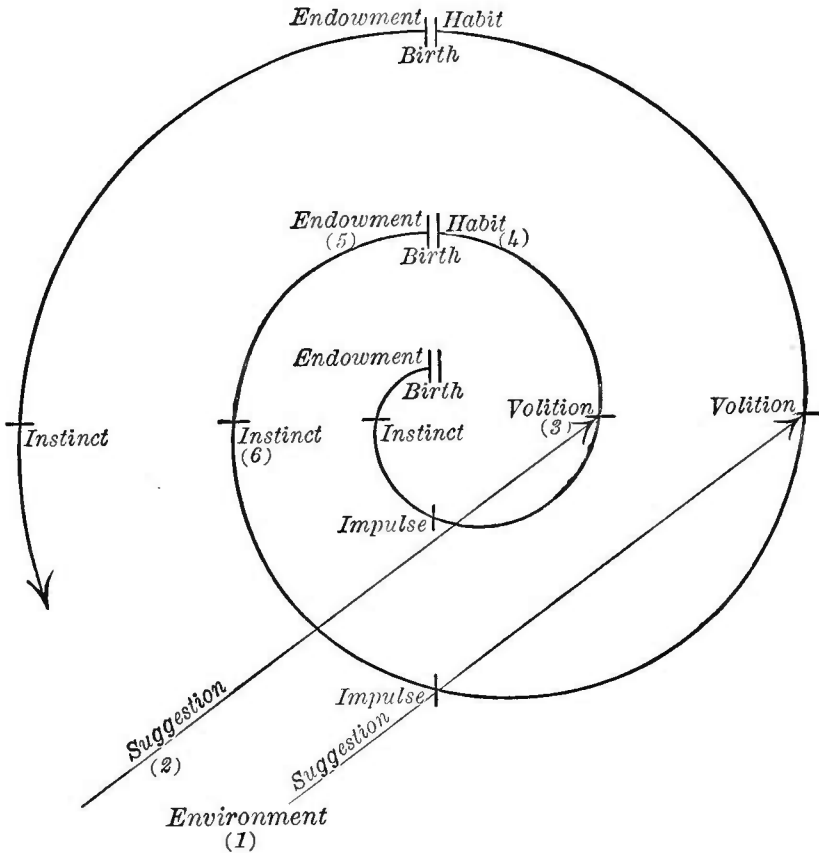 Endowment Habit
Birth
Endowment Habit
(5) (4)
Birth
Endowment
Birth
Volition
(3)
Volition
Instinct
Instinct
(6)
Instinct
Impulse
Impulse
Suggestion
(2)
Suggestion
Environment
(1)